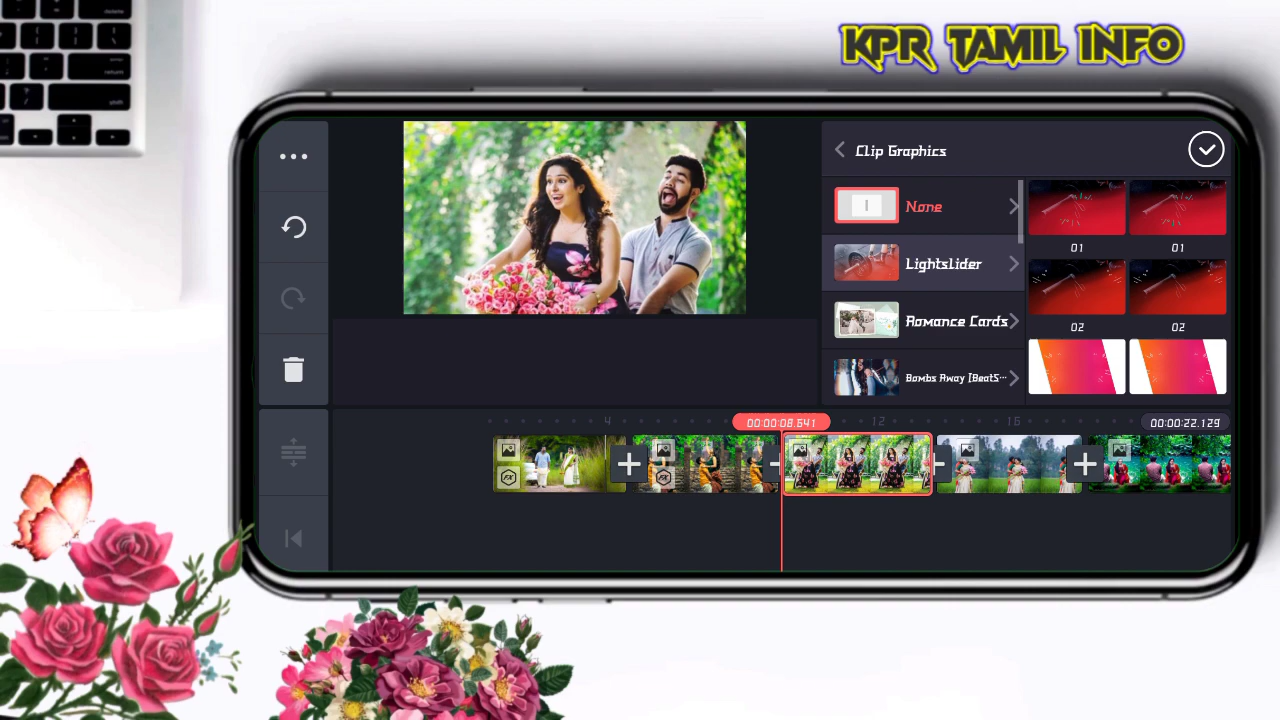 KPR TAMIL INFO
Clip Graphics
None
Lightslider
Romance Cards
Bombs Away [BeatS...
01
01
02
02
4
12
16
00:00:08.541
00:00:22.129